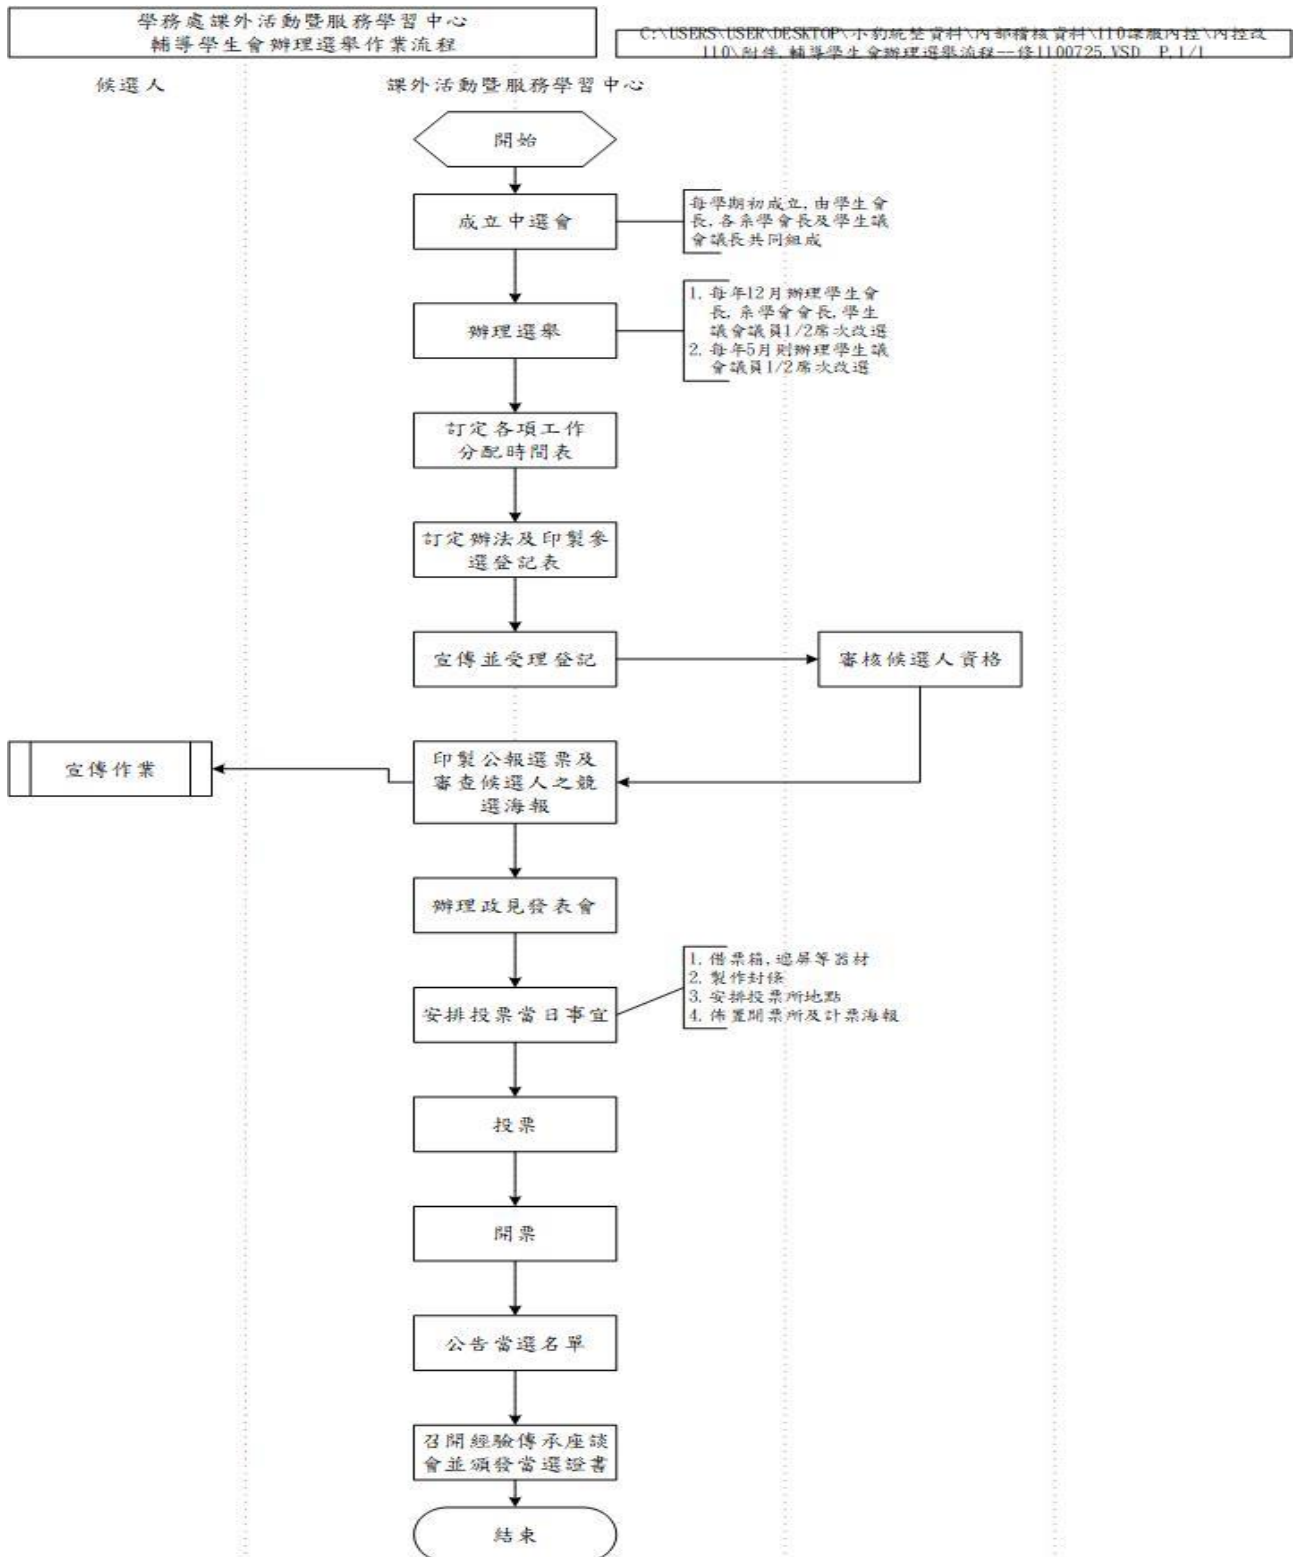 學務處課外活動暨服務學習中心
輔導學生會辦理選舉作業流程
C:\USERS\USER\DESKTOP\小豹統整資料\內部稽核資料\110課服內控\內控改
110\附件.輔導學生會辦理選舉流程--修1100725.VSD P.1/1
候選人
課外活動暨服務學習中心
開始
成立中選會
每學期初成立,由學生會
長,各系學會長及學生議
會議長共同組成
辦理選舉
1. 每年12月辦理學生會
長,系學會會長,學生
議會議員1/2席次改選
2. 每年5月則辦理學生議
會議員1/2席次改選
訂定各項工作
分配時間表
訂定辦法及印製參
選登記表
宣傳並受理登記
審核候選人資格
宣傳作業
印製公報選票及
審查候選人之競
選海報
辦理政見發表會
安排投票當日事宜
1. 借票箱,遮屏等器材
2. 製作封條
3. 安排投票所地點
4. 佈置開票所及計票海報
投票
開票
公告當選名單
召開經驗傳承座談
會並頒發當選證書
結束